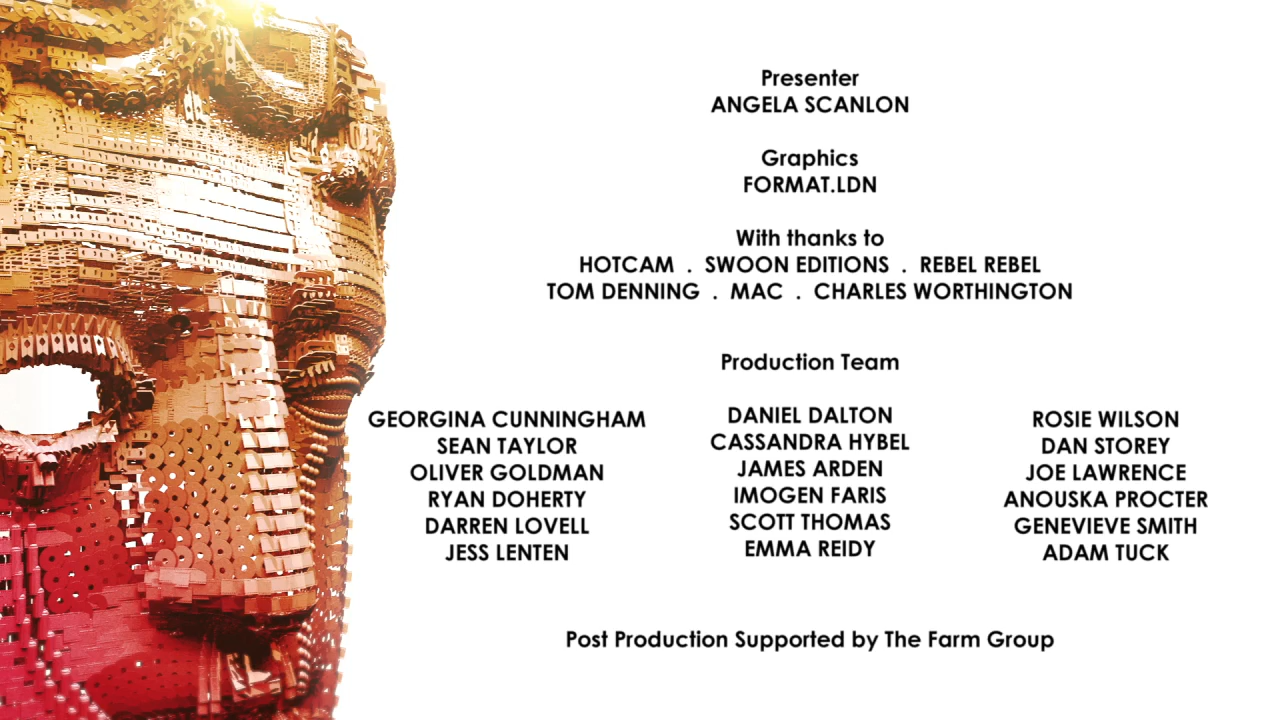 Presenter
ANGELA SCANLON
Graphics
FORMAT.LDN
With thanks to
HOTCAM . SWOON EDITIONS . REBEL REBEL
TOM DENNING . MAC . CHARLES WORTHINGTON
Production Team
GEORGINA CUNNINGHAM
SEAN TAYLOR
OLIVER GOLDMAN
RYAN DOHERTY
DARREN LOVELL
JESS LENTEN
DANIEL DALTON
CASSANDRA HYBEL
JAMES ARDEN
IMOGEN FARIS
SCOTT THOMAS
EMMA REIDY
ROSIE WILSON
DAN STOREY
JOE LAWRENCE
ANOUSKA PROCTER
GENEVIEVE SMITH
ADAM TUCK
Post Production Supported by The Farm Group